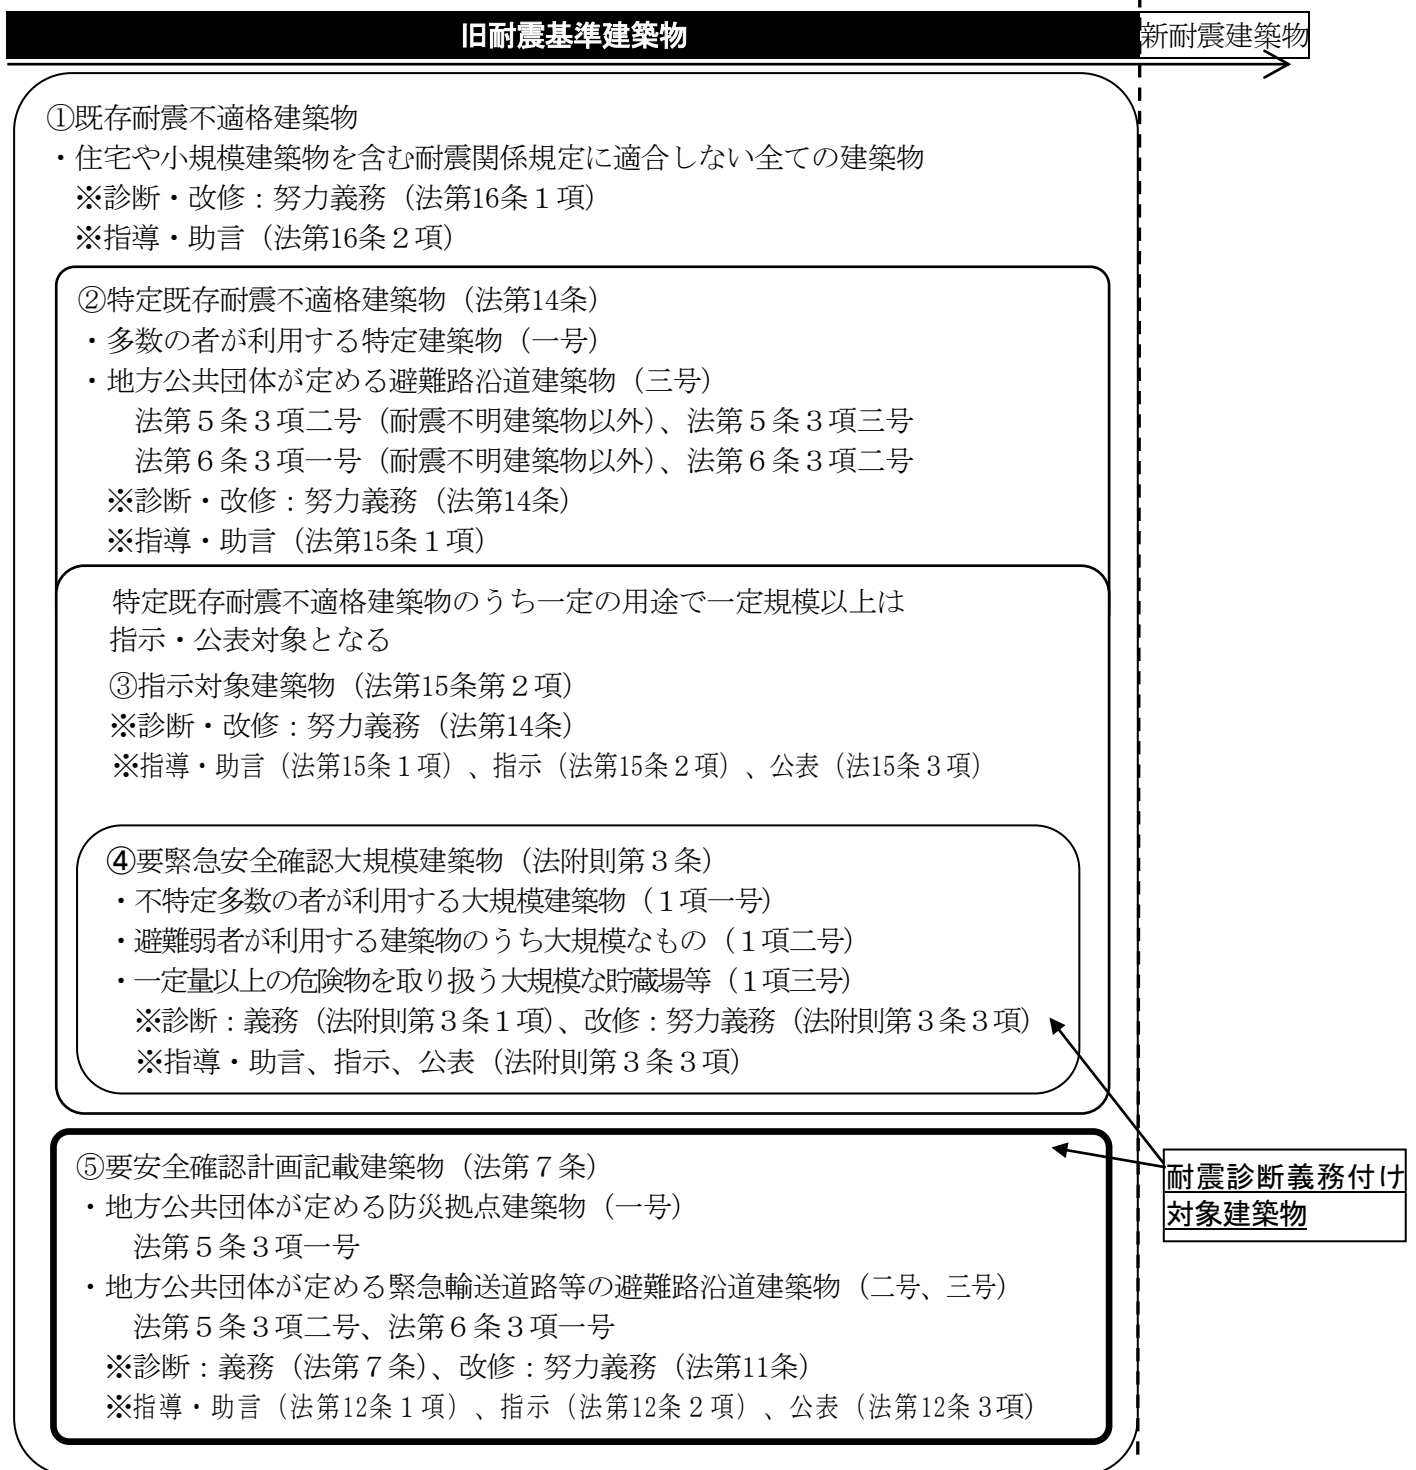 旧耐震基準建築物
新耐震建築物
①既存耐震不適格建築物
・住宅や小規模建築物を含む耐震関係規定に適合しない全ての建築物
※診断・改修：努力義務（法第16条１項）
※指導・助言（法第16条２項）
②特定既存耐震不適格建築物（法第14条）
・多数の者が利用する特定建築物（一号）
・地方公共団体が定める避難路沿道建築物（三号）
法第５条３項二号（耐震不明建築物以外）、法第５条３項三号
法第６条３項一号（耐震不明建築物以外）、法第６条３項二号
※診断・改修：努力義務（法第14条）
※指導・助言（法第15条１項）
特定既存耐震不適格建築物のうち一定の用途で一定規模以上は
指示・公表対象となる
③指示対象建築物（法第15条第２項）
※診断・改修：努力義務（法第14条）
※指導・助言（法第15条１項）、指示（法第15条２項）、公表（法15条３項）
④要緊急安全確認大規模建築物（法附則第３条）
・不特定多数の者が利用する大規模建築物（１項一号）
・避難弱者が利用する建築物のうち大規模なもの（１項二号）
・一定量以上の危険物を取り扱う大規模な貯蔵場等（１項三号）
※診断：義務（法附則第３条１項）、改修：努力義務（法附則第３条３項）
※指導・助言、指示、公表（法附則第３条３項）
⑤要安全確認計画記載建築物（法第７条）
・地方公共団体が定める防災拠点建築物（一号）
法第５条３項一号
・地方公共団体が定める緊急輸送道路等の避難路沿道建築物（二号、三号）
法第５条３項二号、法第６条３項一号
※診断：義務（法第７条）、改修：努力義務（法第11条）
※指導・助言（法第12条１項）、指示（法第12条２項）、公表（法第12条３項）
耐震診断義務付け
対象建築物